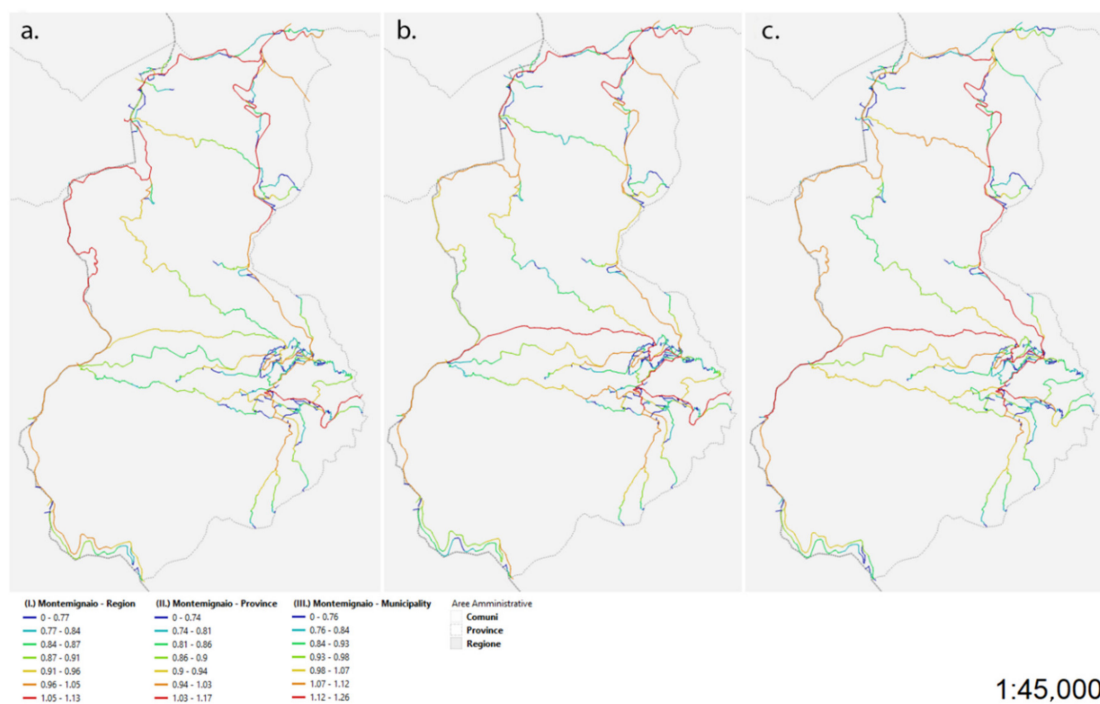 a. b. c.
(I.) Montemignaio - Region (II.) Montemignaio - Province (III.) Montemignaio - Municipality Aree Amministrative
0 - 0.77 0 - 0.74 0 - 0.76 Comuni
0.77 - 0.84 0.74 - 0.81 0.76 - 0.84 Province
0.84 - 0.87 0.81 - 0.86 0.84 - 0.93 Regione
0.87 - 0.91 0.86 - 0.9 0.93 - 0.98
0.91 - 0.96 0.9 - 0.94 0.98 - 1.07
0.96 - 1.05 0.94 - 1.03 1.07 - 1.12
1.05 - 1.13 1.03 - 1.17 1.12 - 1.26
1:45,000